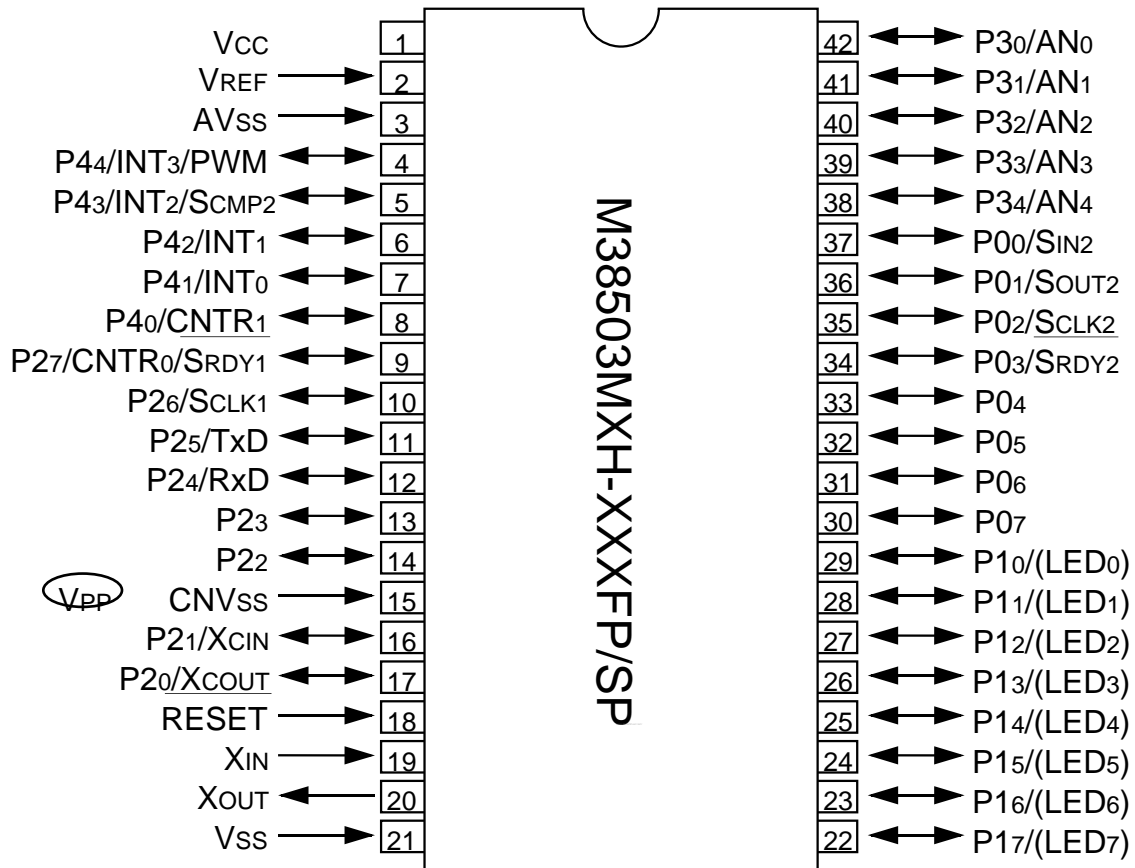 VCC 1 42 P30/AN0
VREF 2 41 P31/AN1
AVSS 3 40 P32/AN2
P44/INT3/PWM 4 39 P33/AN3
P43/INT2/SCMP2 5 38 P34/AN4
P42/INT1 6 37 P00/SIN2
P41/INT0 7 36 P01/SOUT2
P40/CNTR1 8 35 P02/SCLK2
P27/CNTR0/SRDY1 9 34 P03/SRDY2
P26/SCLK1 10 33 P04
P25/TxD 11 32 P05
P24/RxD 12 31 P06
P23 13 30 P07
P22 14 29 P10/(LED0)
VPP CNVSS 15 28 P11/(LED1)
P21/XCIN 16 27 P12/(LED2)
P20/XCOUT 17 26 P13/(LED3)
RESET 18 25 P14/(LED4)
XIN 19 24 P15/(LED5)
XOUT 20 23 P16/(LED6)
VSS 21 22 P17/(LED7)
M38503MXH-XXXFP/SP